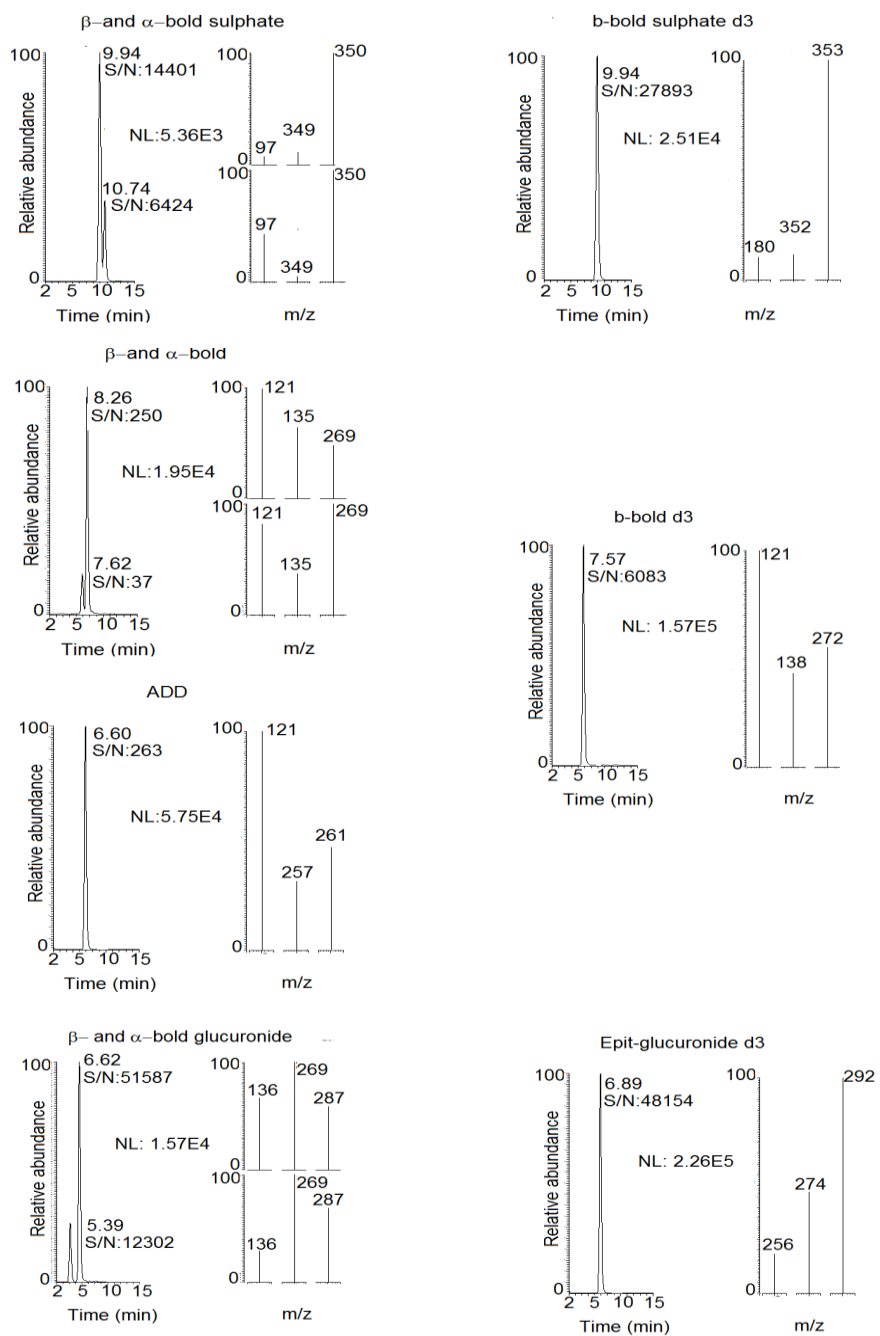 β−and α−bold sulphate
100
9.94
S/N:14401
NL:5.36E3
10.74
S/N:6424
Relative abundance
0
2 5 10 15
Time (min)
100
350
349
97
0
100
350
97
349
0
m/z
b-bold sulphate d3
100
9.94
S/N:27893
NL: 2.51E4
Relative abundance
0
2 5 10 15
Time (min)
100
353
352
180
0
m/z
β−and α−bold
100
8.26
S/N:250
NL:1.95E4
7.62
S/N:37
Relative abundance
0
2 5 10 15
Time (min)
100
121
135
269
0
100
121
269
135
0
m/z
b-bold d3
100
7.57
S/N:6083
NL: 1.57E5
Relative abundance
0
2 5 10 15
Time (min)
100
121
272
138
0
m/z
ADD
100
6.60
S/N:263
NL:5.75E4
Relative abundance
0
2 5 10 15
Time (min)
100
121
261
257
0
m/z
β− and α−bold glucuronide
100
6.62
S/N:51587
NL: 1.57E4
5.39
S/N:12302
Relative abundance
0
2 5 10 15
Time (min)
100
269
136
287
0
100
269
287
136
0
m/z
Epit-glucuronide d3
100
6.89
S/N:48154
NL: 2.26E5
Relative abundance
0
2 5 10 15
Time (min)
100
292
274
256
0
m/z